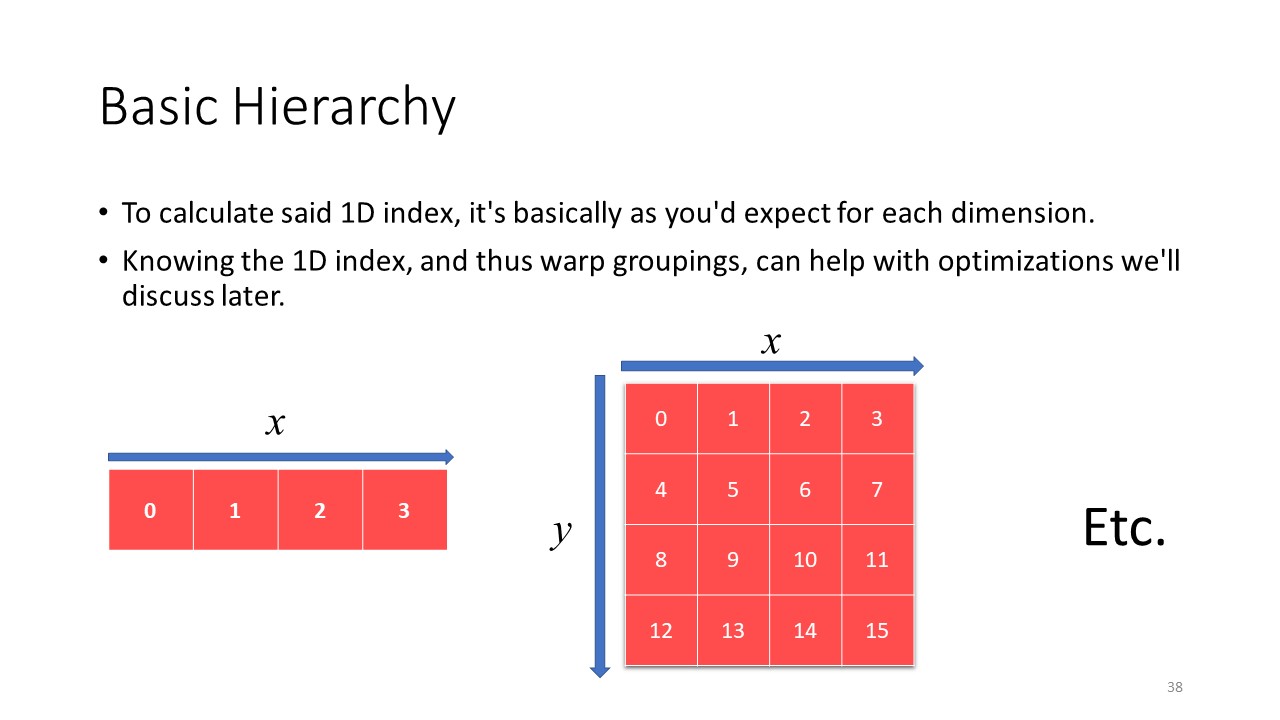 Basic Hierarchy
• To calculate said 1D index, it's basically as you'd expect for each dimension.
• Knowing the 1D index, and thus warp groupings, can help with optimizations we'll
discuss later.
x
0 1 2 3
x
y
0 1 2 3
4 5 6 7
8 9 10 11
12 13 14 15
Etc.
38